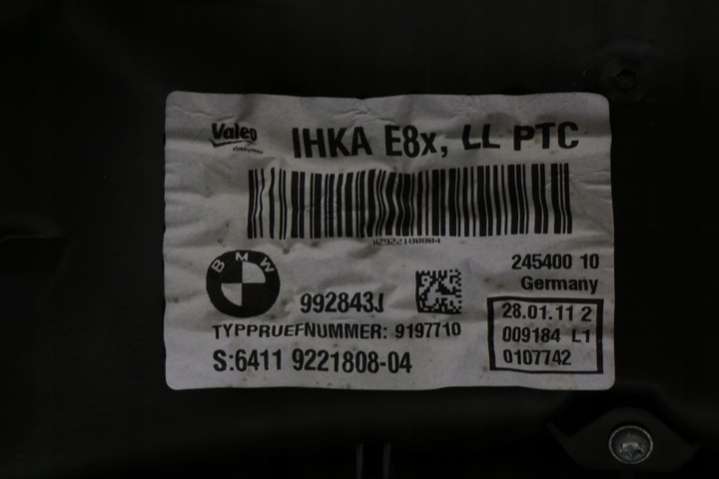 Valeo
IHKA E8x, LL PTC
BMW
992843J
245400 10
Germany
TYPPRUEFNUMMER: 9197710
S:6411 9221808-04
28.01.11 2
009184 L1
0107742